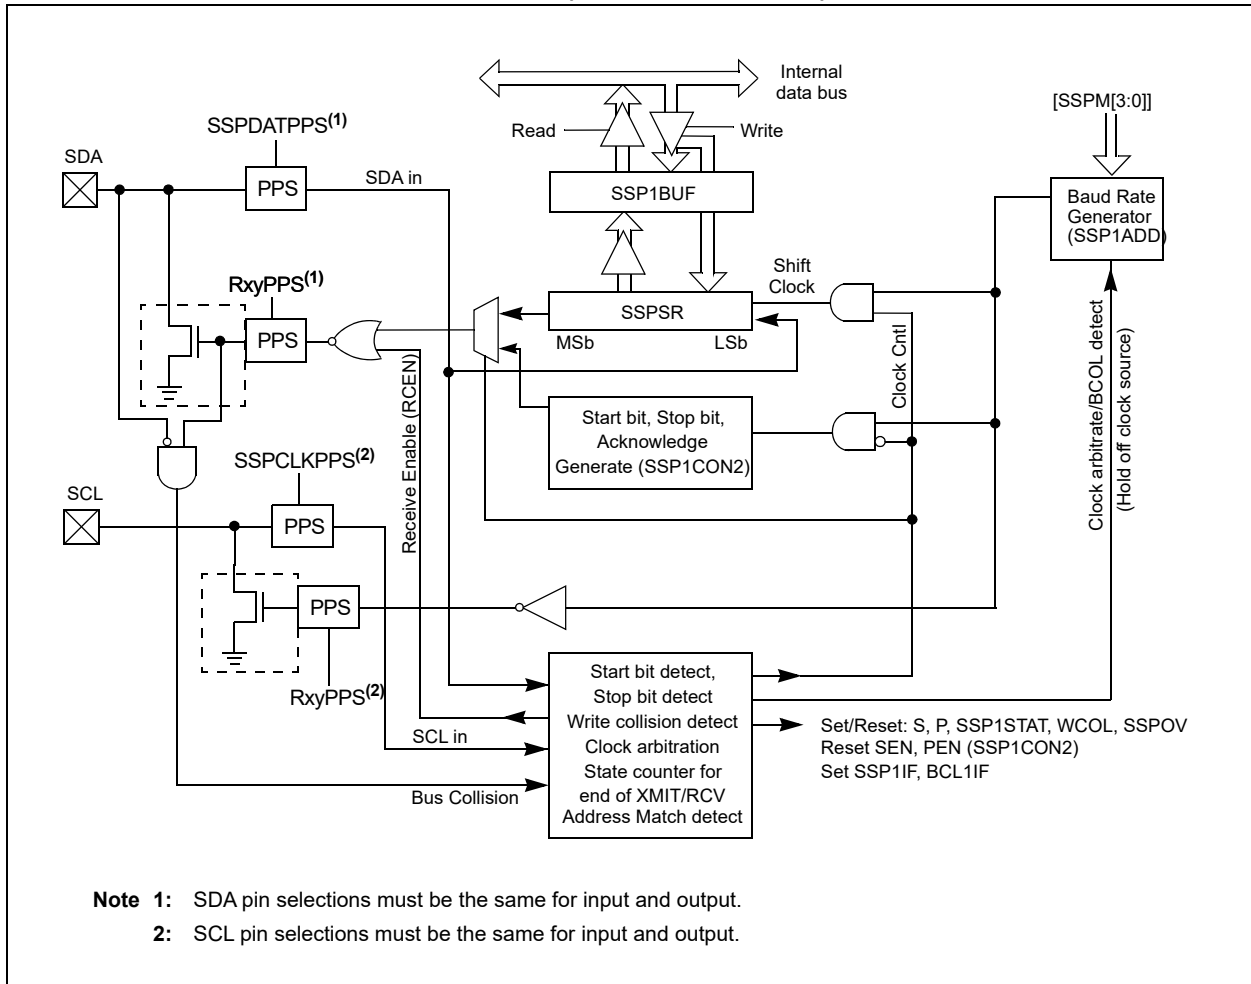 Internal
data bus
[SSPM[3:0]]
SSPDATPPS(1)
Read
Write
SDA
SDA in
PPS
SSP1BUF
Baud Rate
Generator
(SSP1ADD)
RxyPPS(1)
Shift
Clock
PPS
SSPSR
MSb
LSb
Receive Enable (RCEN)
Clock Cntl
Clock arbitrate/BCOL detect
(Hold off clock source)
Start bit, Stop bit,
Acknowledge
Generate (SSP1CON2)
SSPCLKPPS(2)
SCL
PPS
PPS
RxyPPS(2)
SCL in
Bus Collision
Start bit detect,
Stop bit detect
Write collision detect
Clock arbitration
State counter for
end of XMIT/RCV
Address Match detect
Set/Reset: S, P, SSP1STAT, WCOL, SSPOV
Reset SEN, PEN (SSP1CON2)
Set SSP1IF, BCL1IF
Note 1: SDA pin selections must be the same for input and output.
2: SCL pin selections must be the same for input and output.